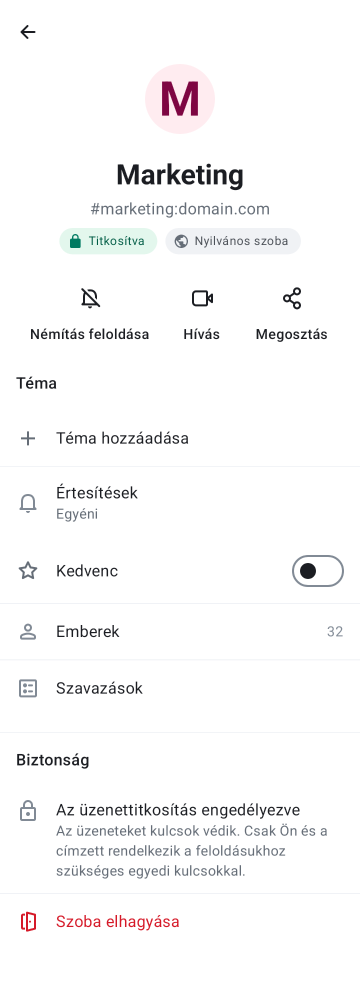 M
Marketing
#marketing:domain.com
Titkosítva
Nyilvános szoba
Némítás feloldása
Hívás
Megosztás
Téma
Téma hozzáadása
Értesítések
Egyéni
Kedvenc
Emberek
32
Szavazások
Biztonság
Az üzenettitkosítás engedélyezve
Az üzeneteket kulcsok védik. Csak Ön és a
címzett rendelkezik a feloldásukhoz
szükséges egyedi kulcsokkal.
Szoba elhagyása